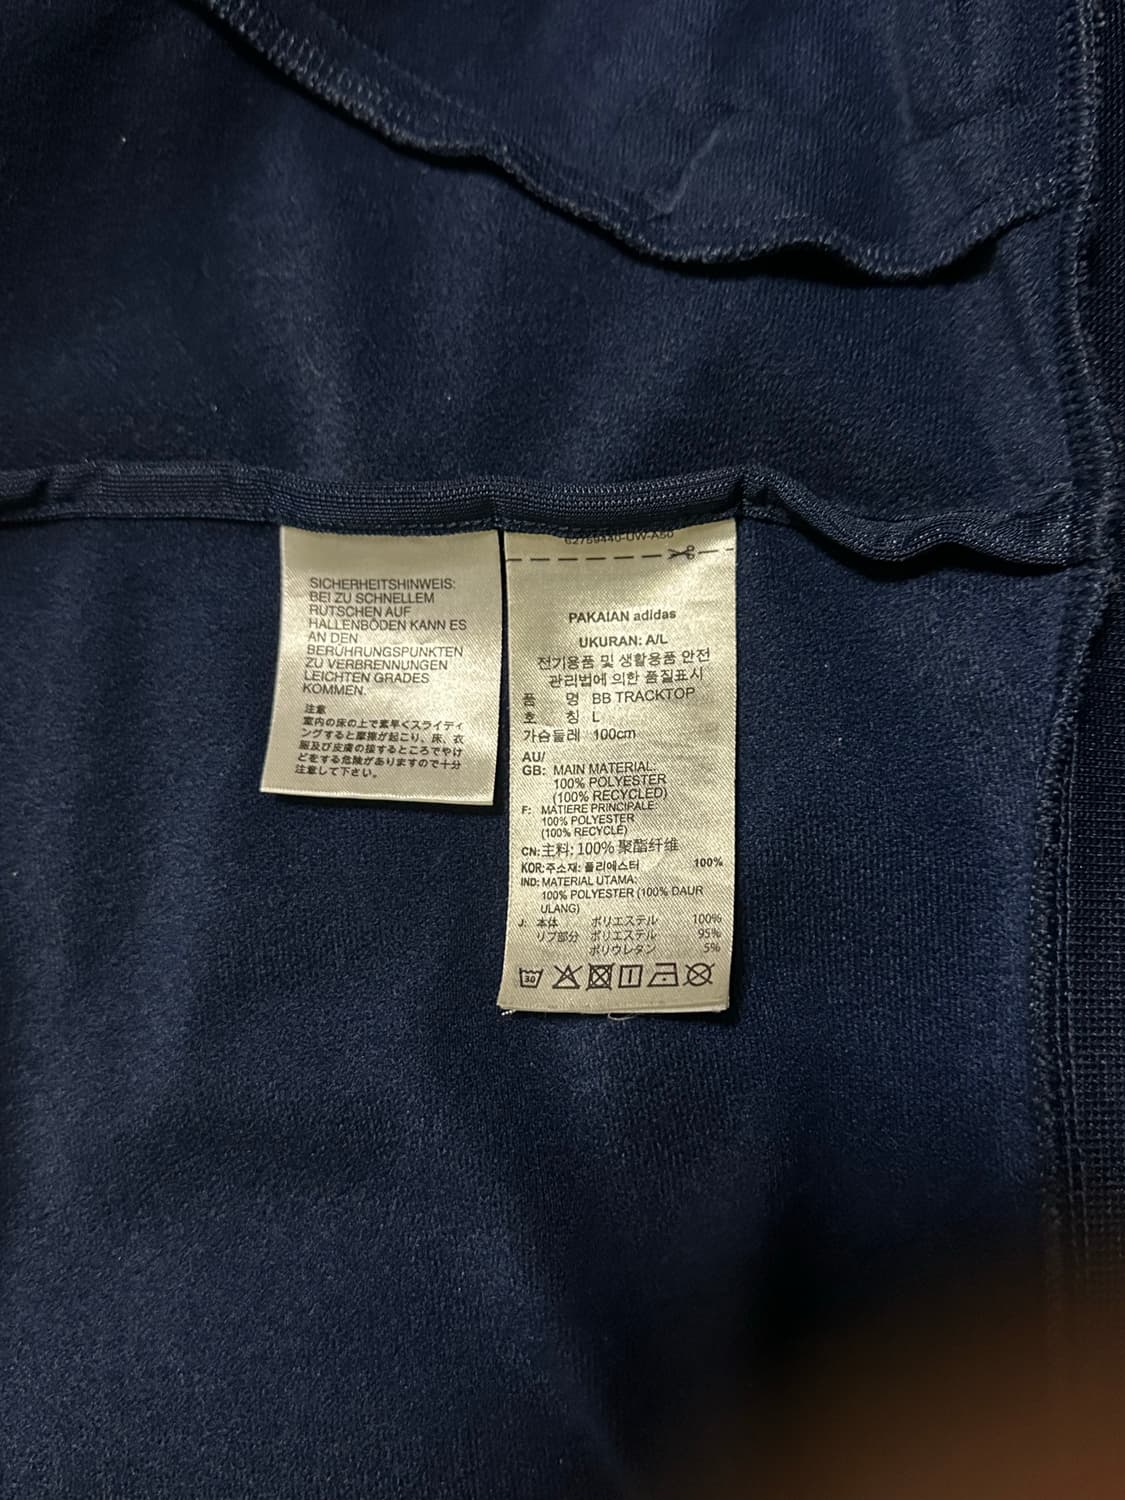 SICHERHEITSHINWEIS:
BEI ZU SCHNELLEM
RUTSCHEN AUF
HALLENBÖDEN KANN ES
AN DEN
BERÜHRUNGSPUNKTEN
ZU VERBRENNUNGEN
LEICHTEN GRADES
KOMMEN.
注意
室内の床の上で素早くスライディ
ングすると摩擦が起こり、床、衣
服及び皮膚の接するところでやけ
どをする危険がありますので十分
注意して下さい。
62759440-UW-A50
PAKAIAN adidas
UKURAN: A/L
전기용품 및 생활용품 안전
관리법에 의한 품질표시
품 명 BB TRACKTOP
호 칭 L
가슴둘레 100cm
AU/
GB: MAIN MATERIAL:
100% POLYESTER
(100% RECYCLED)
F: MATIERE PRINCIPALE:
100% POLYESTER
(100% RECYCLÉ)
CN: 主料: 100% 聚酯纤维
KOR: 주소재: 폴리에스터 100%
IND: MATERIAL UTAMA:
100% POLYESTER (100% DAUR
ULANG)
J: 本体 ポリエステル 100%
リブ部分 ポリエステル 95%
ポリウレタン 5%
30